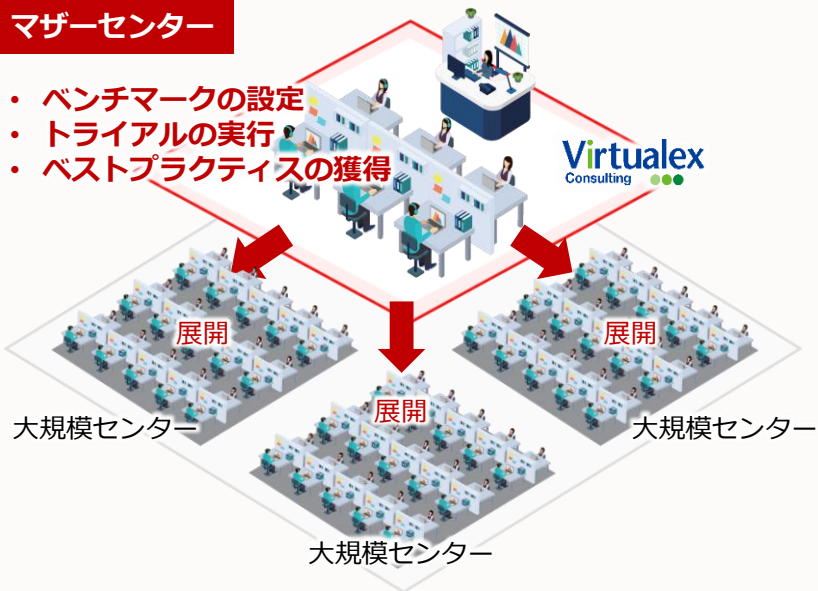 マザーセンター
• ベンチマークの設定
• トライアルの実行
• ベストプラクティスの獲得
Virtualex
Consulting
展開
展開
展開
大規模センター
大規模センター
大規模センター